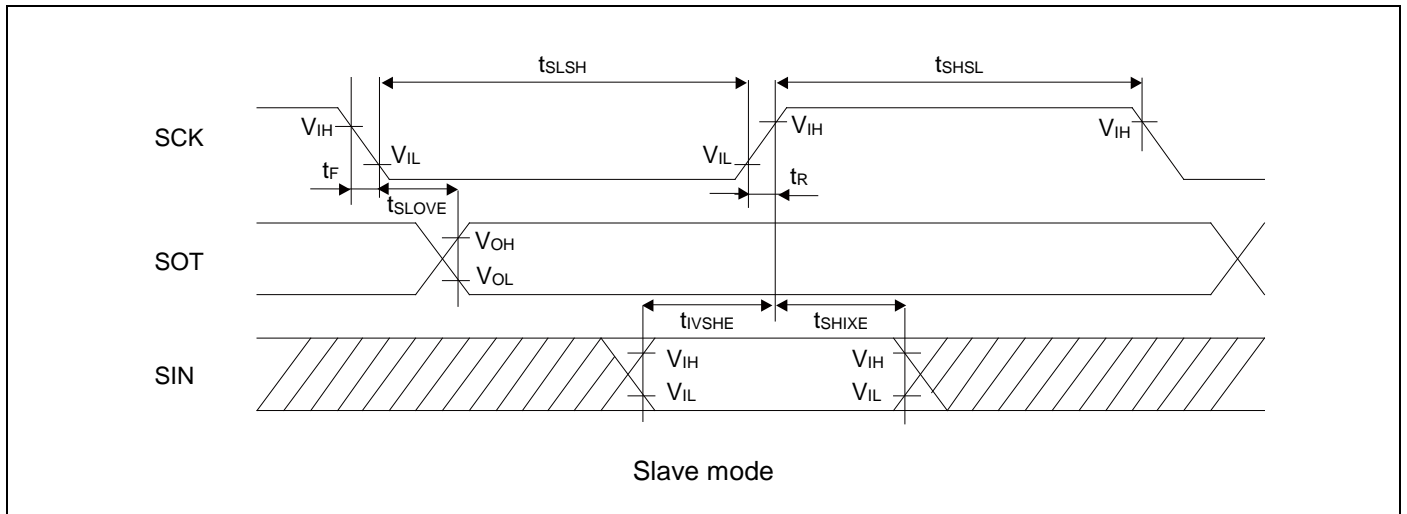 tSLSH
tSHSL
SCK
VIH
VIL
VIL
VIH
VIH
tF
tR
tSLOVE
SOT
VOH
VOL
tIVSHE
tSHIXE
SIN
VIH
VIL
VIH
VIL
Slave mode